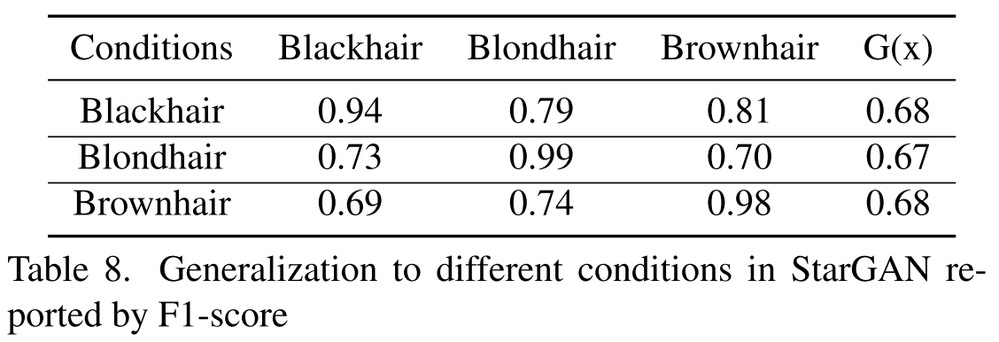 Conditions Blackhair Blondhair Brownhair G(x)
Blackhair 0.94 0.79 0.81 0.68
Blondhair 0.73 0.99 0.70 0.67
Brownhair 0.69 0.74 0.98 0.68
Table 8. Generalization to different conditions in StarGAN re-
ported by F1-score